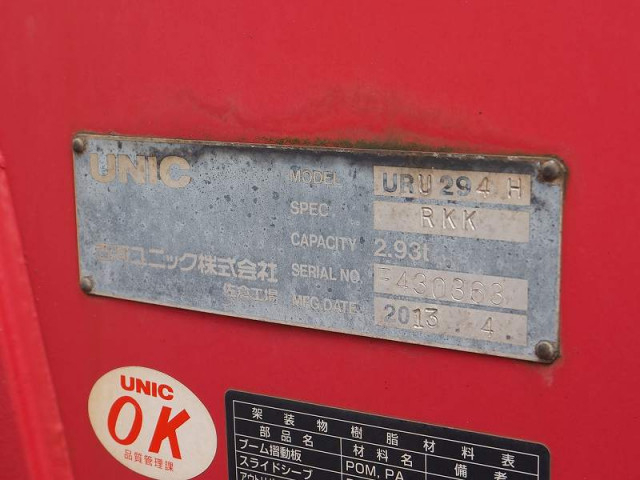 UNIC
MODEL URU294H
SPEC RKK
CAPACITY 2.93t
古河ユニック株式会社
SERIAL NO. F430363
佐倉工場
MFG.DATE 2013 4
UNIC
OK
品質管理課
架装物樹脂材料表
部品名 材料名 備考
ブーム摺動板 POM, PA
スライドシーブ